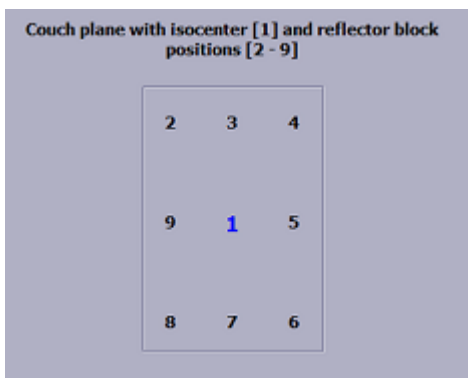 Couch plane with isocenter [1] and reflector block
positions [2 - 9]
2 3 4
9 1 5
8 7 6